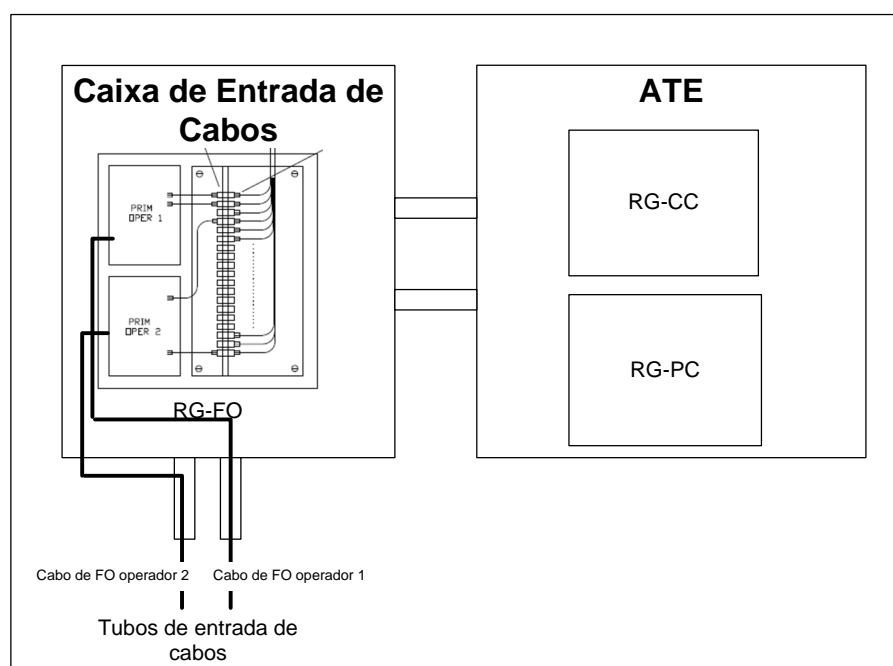 Caixa de Entrada de
Cabos
PRIM
OPER 1
PRIM
OPER 2
RG-FO
ATE
RG-CC
RG-PC
Cabo de FO operador 2
Cabo de FO operador 1
Tubos de entrada de
cabos